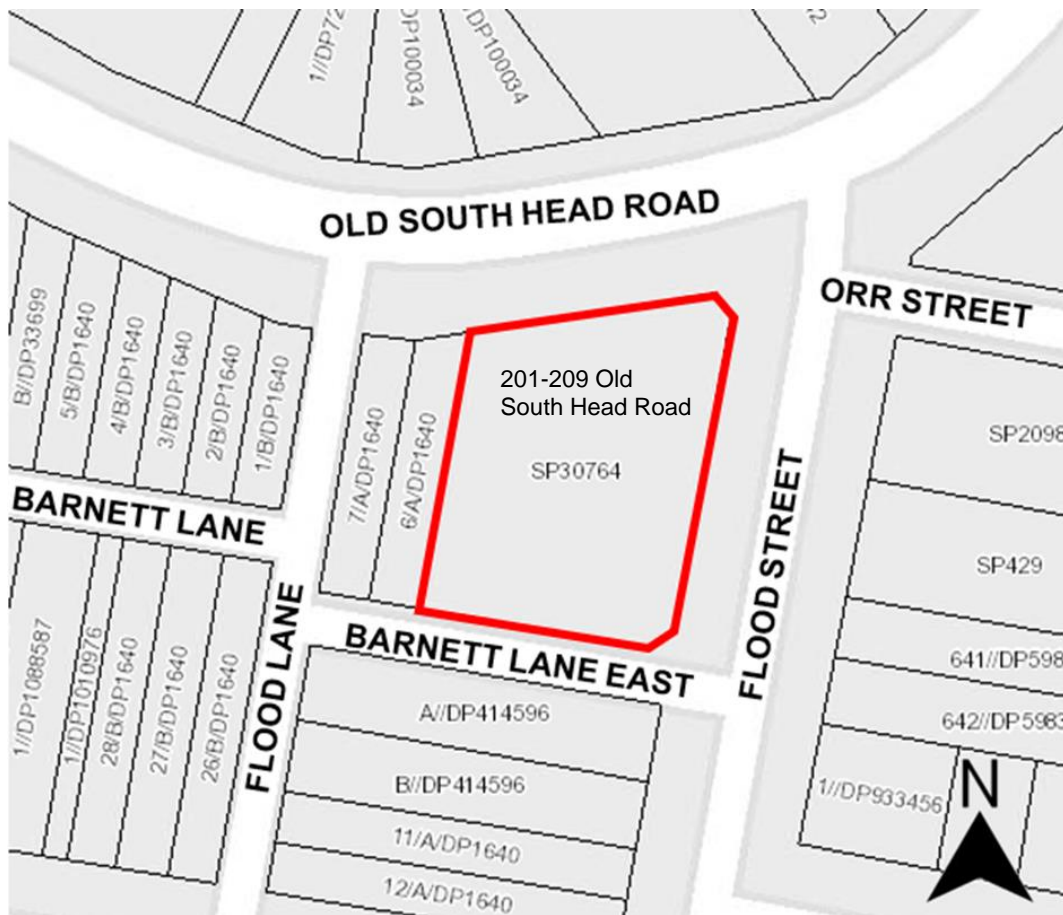 1//DP72
DP100034
DP100034
OLD SOUTH HEAD ROAD
ORR STREET
B//DP33699
5/B/DP1640
4/B/DP1640
3/B/DP1640
2/B/DP1640
1/B/DP1640
7/A/DP1640
6/A/DP1640
201-209 Old
South Head Road
SP30764
FLOOD STREET
SP2098
SP429
BARNETT LANE
BARNETT LANE EAST
FLOOD LANE
1//DP1088587
1//DP1010976
28/B/DP1640
27/B/DP1640
26/B/DP1640
A//DP414596
B//DP414596
11/A/DP1640
12/A/DP1640
641//DP598
642//DP5983
1//DP933456
N